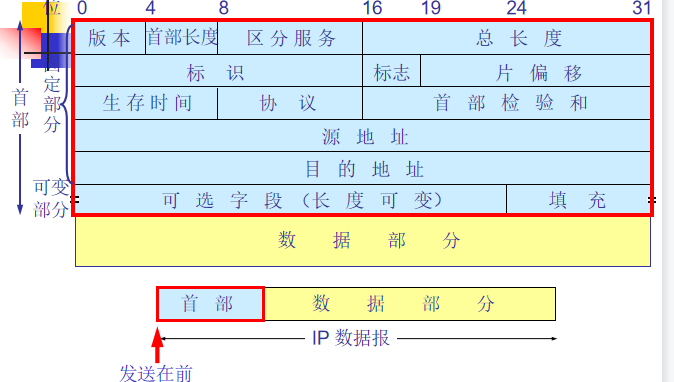 位 0 4 8 16 19 24 31
版 本 首部长度 区 分 服 务 总 长 度
标 识 标志 片 偏 移
生 存 时 间 协 议 首 部 检 验 和
源 地 址
目 的 地 址
可 选 字 段 （长 度 可 变） 填 充
数 据 部 分
首部
固定部分
可变
部分
首 部 数 据 部 分
IP 数据报
发送在前